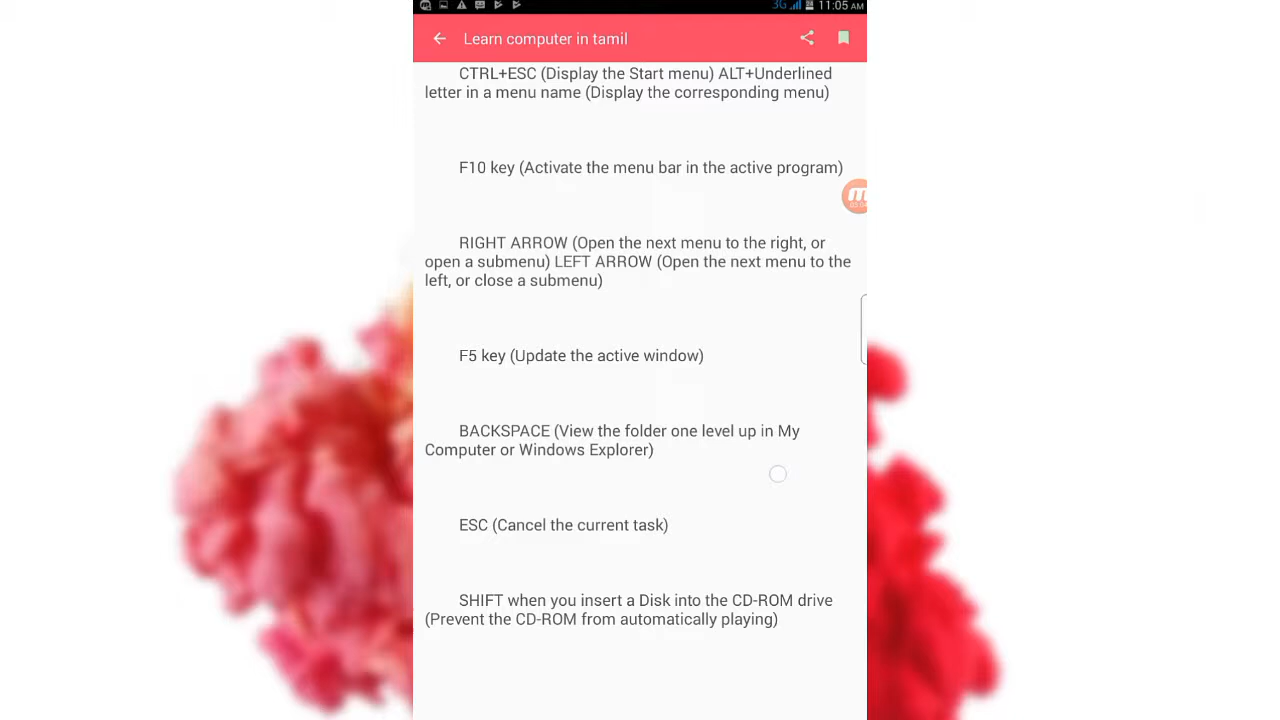 3G 11:05 AM
Learn computer in tamil
CTRL+ESC (Display the Start menu) ALT+Underlined
letter in a menu name (Display the corresponding menu)
F10 key (Activate the menu bar in the active program)
RIGHT ARROW (Open the next menu to the right, or
open a submenu) LEFT ARROW (Open the next menu to the
left, or close a submenu)
F5 key (Update the active window)
BACKSPACE (View the folder one level up in My
Computer or Windows Explorer)
ESC (Cancel the current task)
SHIFT when you insert a Disk into the CD-ROM drive
(Prevent the CD-ROM from automatically playing)